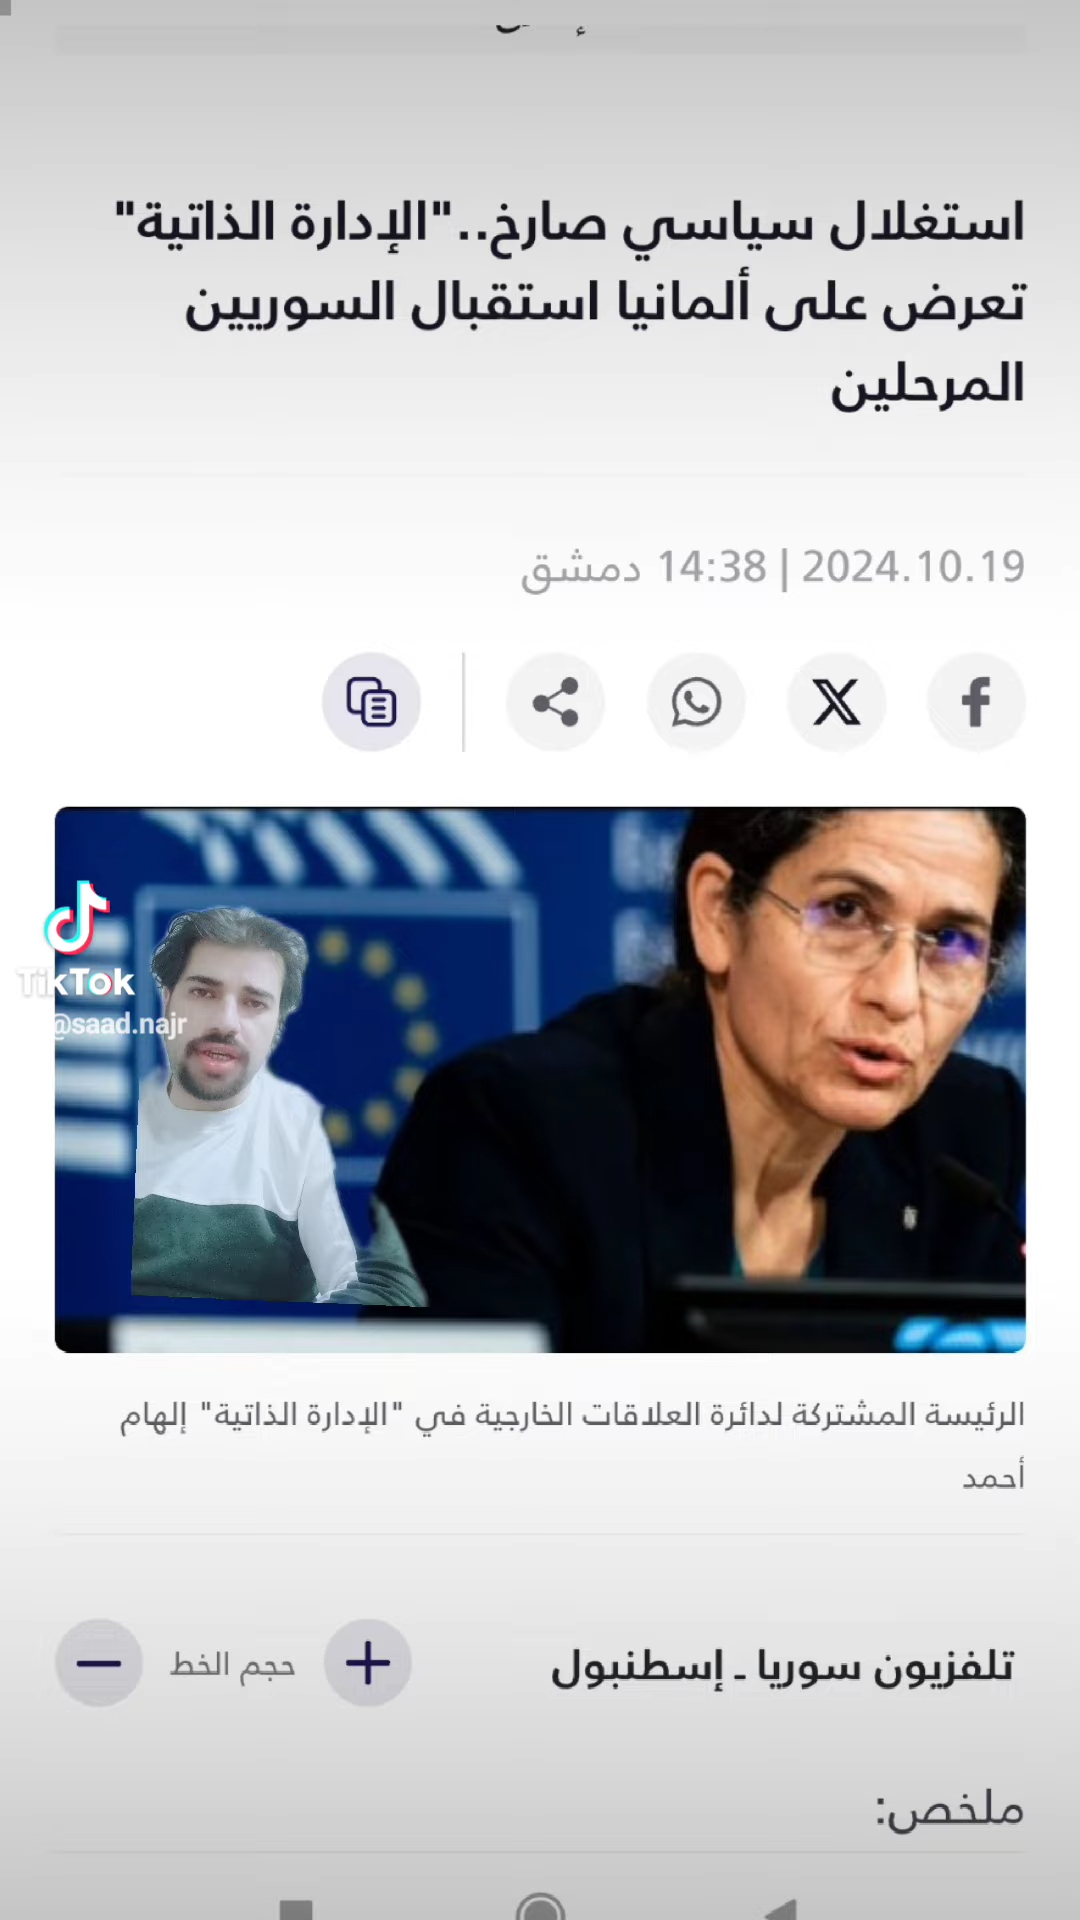 استغلال سياسي صارخ.."الإدارة الذاتية"
تعرض على ألمانيا استقبال السوريين
المرحلين
2024.10.19 | 14:38 دمشق
TikTok
@saad.najr
الرئيسة المشتركة لدائرة العلاقات الخارجية في "الإدارة الذاتية" إلهام
أحمد
تلفزيون سوريا ـ إسطنبول
حجم الخط
ملخص: